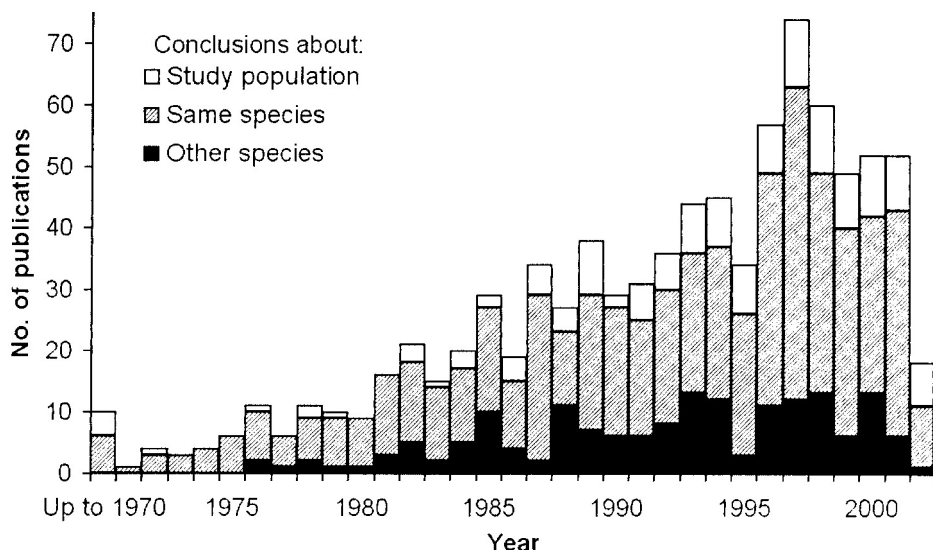 70
60
50
40
30
20
10
0
No. of publications
Conclusions about:
Study population
Same species
Other species
Up to 1970 1975 1980 1985 1990 1995 2000
Year